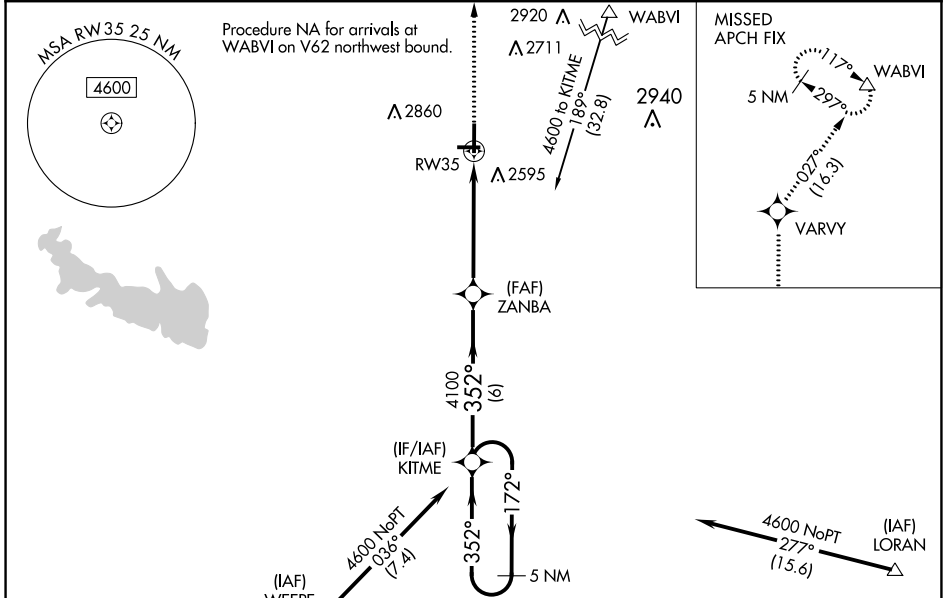 MSA RW35 25 NM
4600
Procedure NA for arrivals at
WABVI on V62 northwest bound.
2920
WABVI
2711
2860
4600 to KITME
189°
(32.8)
2940
RW35
2595
MISSED
APCH FIX
117°
WABVI
5 NM
297°
027°
(16.3)
VARVY
(FAF)
ZANBA
4100
352°
(6)
(IF/IAF)
KITME
172°
352°
5 NM
4600 NoPT
036°
(7.4)
(IAF)
4600 NoPT
277°
(15.6)
(IAF)
LORAN